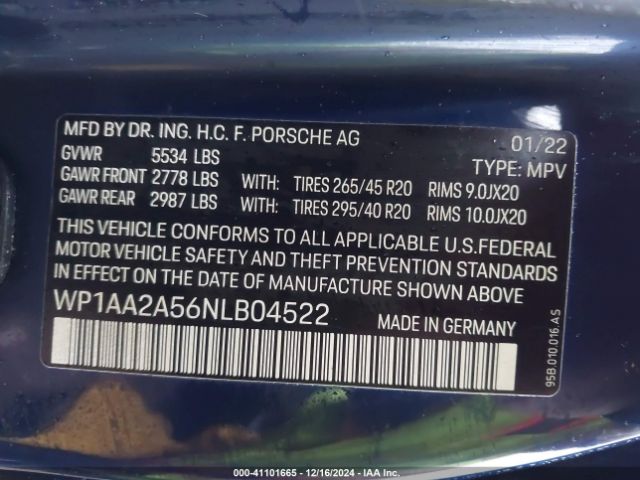 MFD BY DR. ING. H.C. F. PORSCHE AG 01/22
GVWR 5534 LBS TYPE: MPV
GAWR FRONT 2778 LBS WITH: TIRES 265/45 R20 RIMS 9.0JX20
GAWR REAR 2987 LBS WITH: TIRES 295/40 R20 RIMS 10.0JX20
THIS VEHICLE CONFORMS TO ALL APPLICABLE U.S. FEDERAL
MOTOR VEHICLE SAFETY AND THEFT PREVENTION STANDARDS
IN EFFECT ON THE DATE OF MANUFACTURE SHOWN ABOVE
WP1AA2A56NLB04522 MADE IN GERMANY
95B.010.016.AS
000-41101665 - 12/16/2024 - IAA Inc.